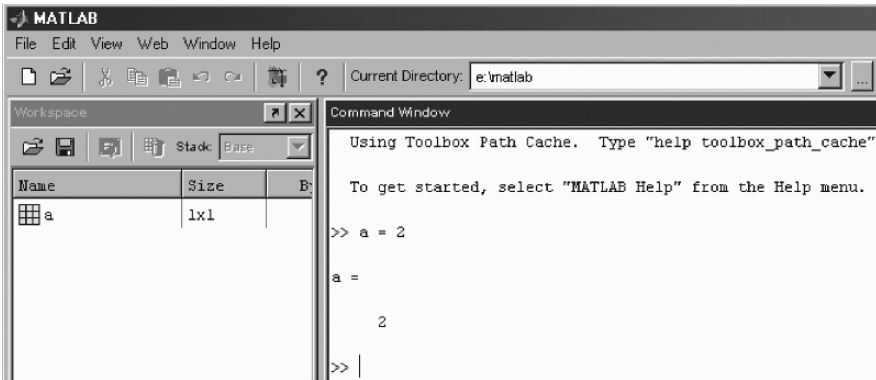 MATLAB
File Edit View Web Window Help
? Current Directory: e:\matlab ...
Workspace
Stack: Base
Name Size
a 1x1
Command Window
Using Toolbox Path Cache. Type "help toolbox_path_cache"
To get started, select "MATLAB Help" from the Help menu.
>> a = 2
a =
2
>>